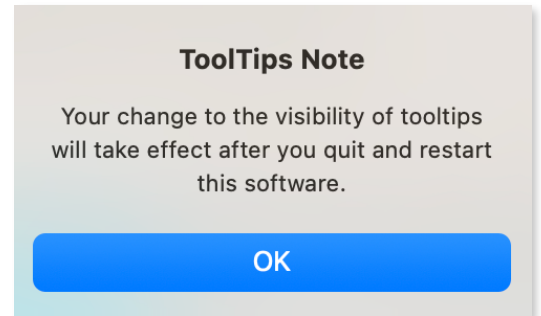 ToolTips Note
Your change to the visibility of tooltips
will take effect after you quit and restart
this software.
OK